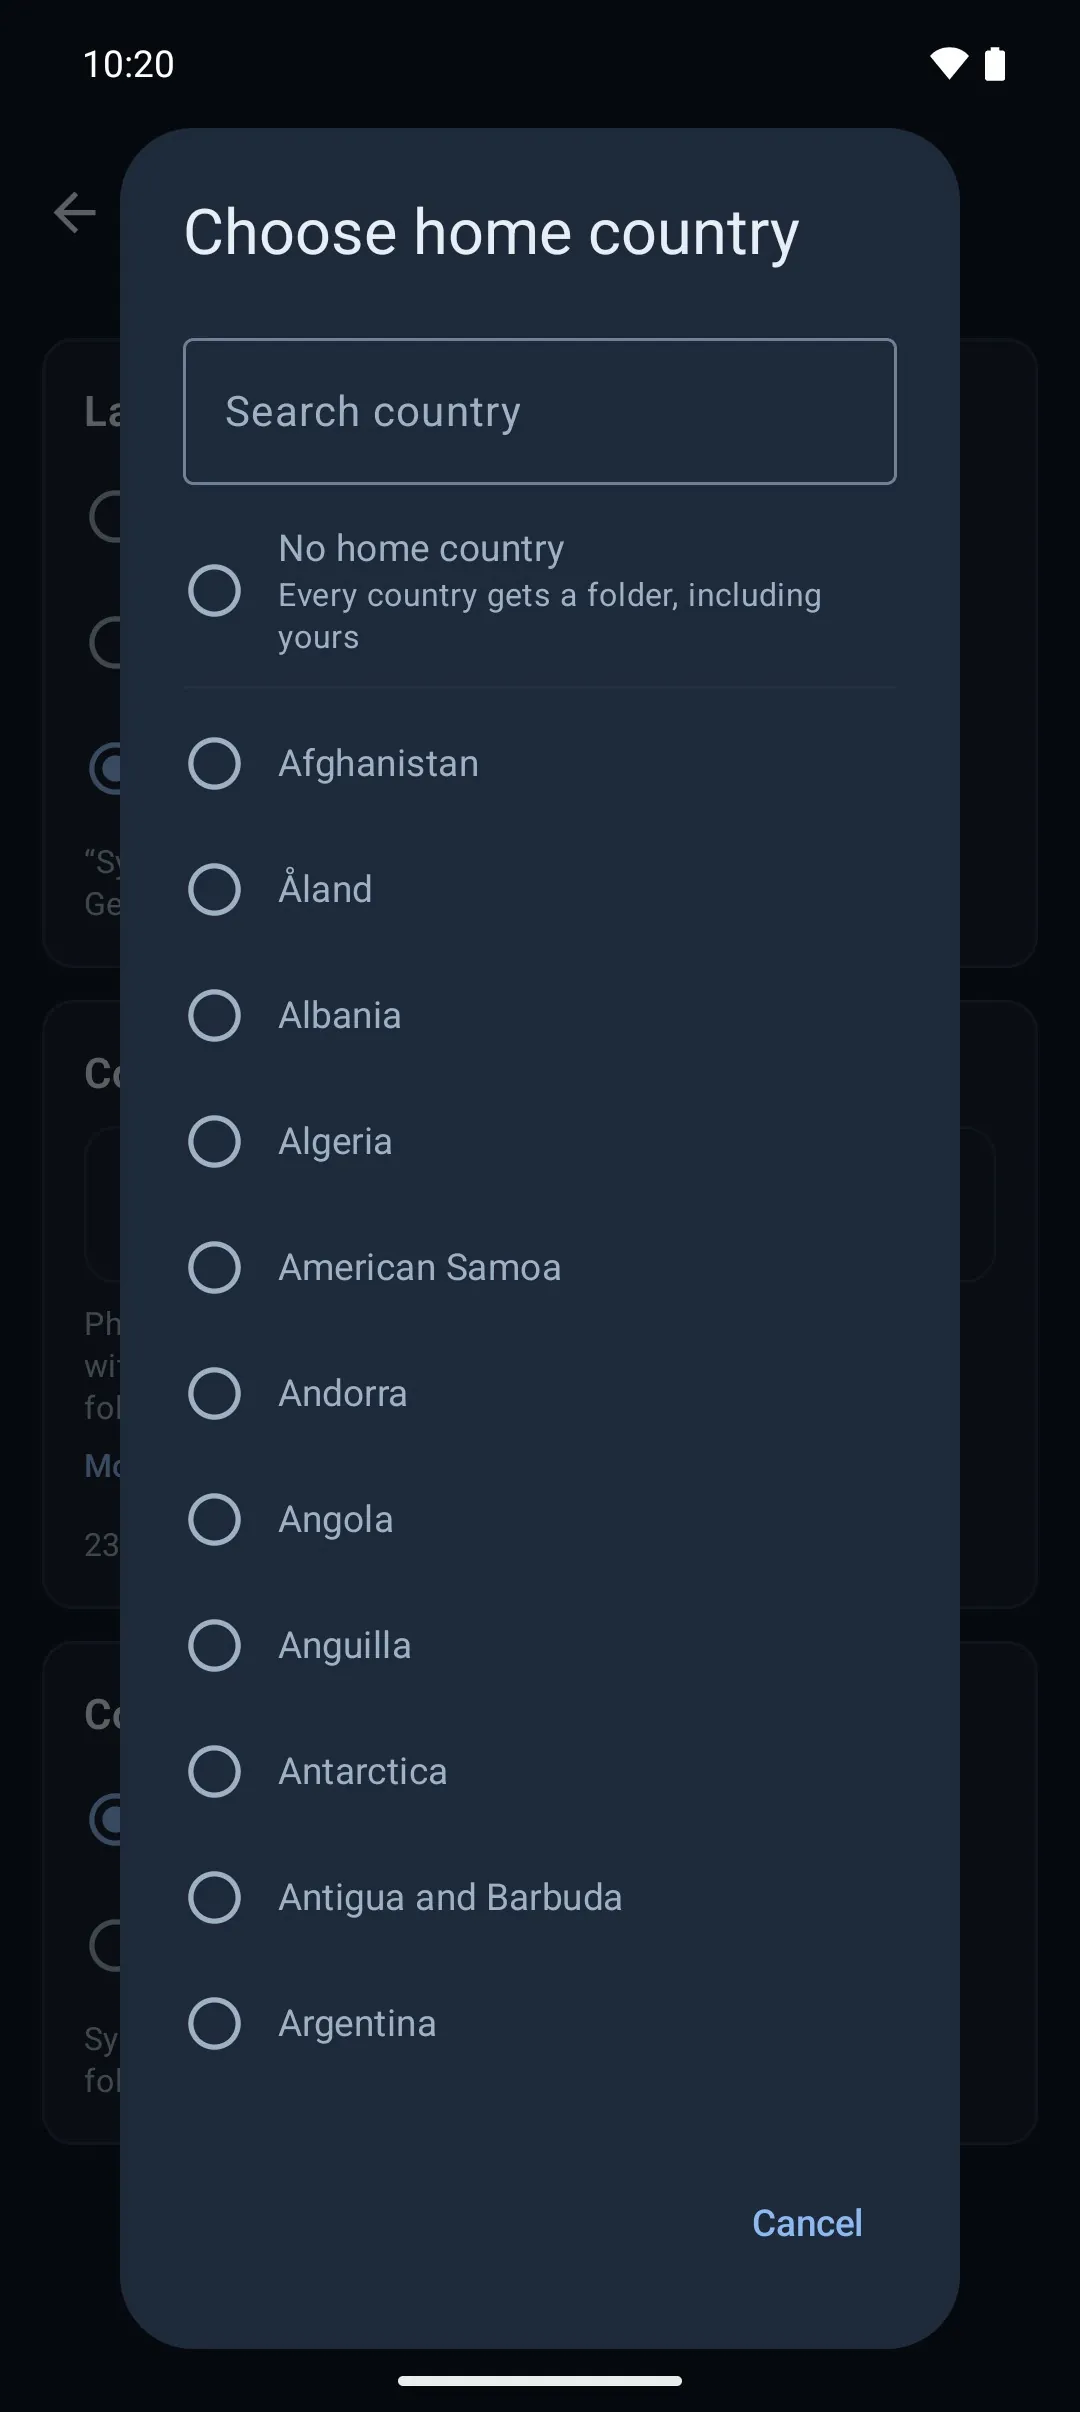 10:20
Choose home country
Search country
No home country
Every country gets a folder, including
yours
Afghanistan
Åland
Albania
Algeria
American Samoa
Andorra
Angola
Anguilla
Antarctica
Antigua and Barbuda
Argentina
Cancel